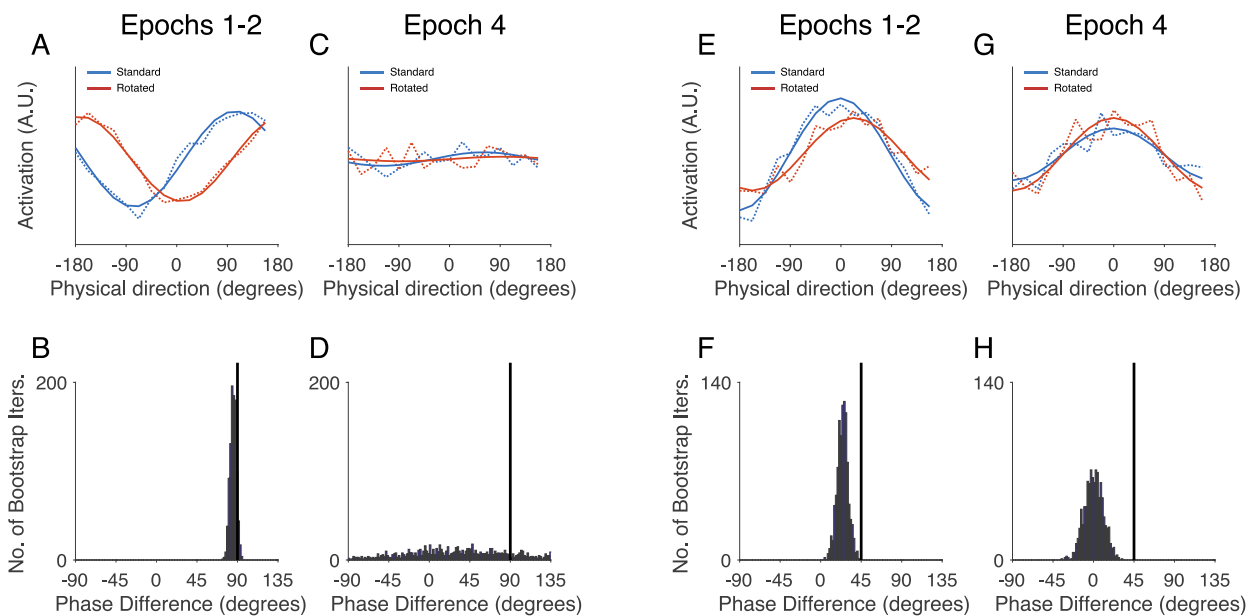 Epochs 1-2
Epoch 4
Epochs 1-2
Epoch 4
A
Standard
Rotated
Activation (A.U.)
-180 -90 0 90 180
Physical direction (degrees)
C
Standard
Rotated
-180 -90 0 90 180
Physical direction (degrees)
E
Standard
Rotated
Activation (A.U.)
-180 -90 0 90 180
Physical direction (degrees)
G
Standard
Rotated
-180 -90 0 90 180
Physical direction (degrees)
B
No. of Bootstrap Iters.
200
0
-90 -45 0 45 90 135
Phase Difference (degrees)
D
200
0
-90 -45 0 45 90 135
Phase Difference (degrees)
F
No. of Bootstrap Iters.
140
0
-90 -45 0 45 90 135
Phase Difference (degrees)
H
140
0
-90 -45 0 45 90 135
Phase Difference (degrees)